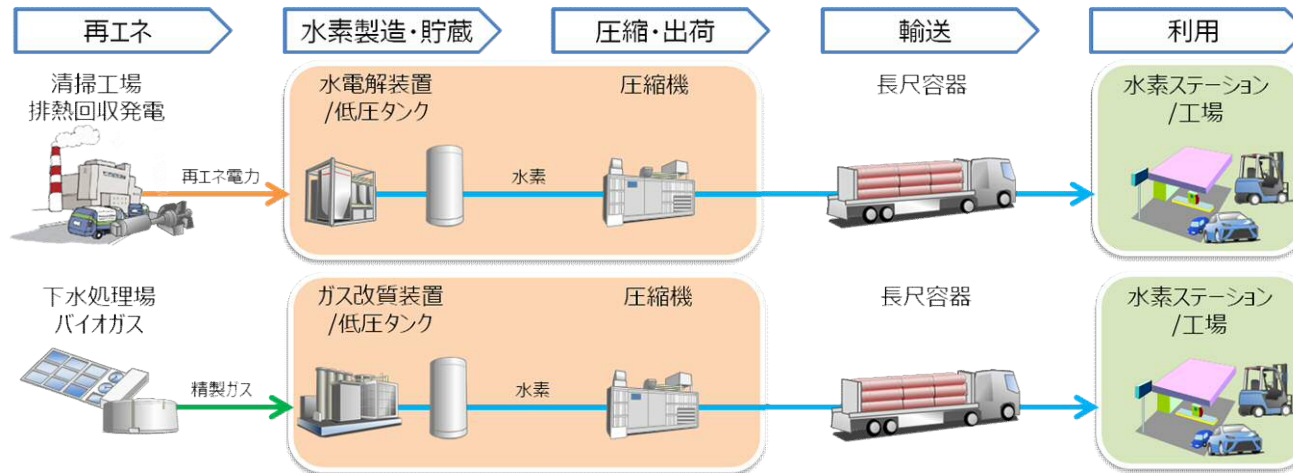 再エネ
水素製造・貯蔵
圧縮・出荷
輸送
利用
清掃工場
排熱回収発電
再エネ電力
水電解装置
/低圧タンク
水素
圧縮機
長尺容器
水素ステーション
/工場
下水処理場
バイオガス
精製ガス
ガス改質装置
/低圧タンク
水素
圧縮機
長尺容器
水素ステーション
/工場